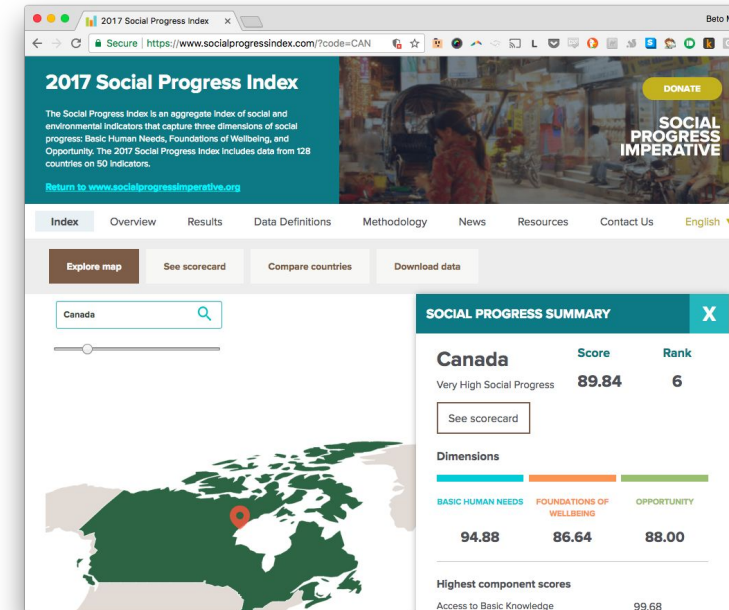 2017 Social Progress Index
Beto M
Secure | https://www.socialprogressindex.com/?code=CAN
2017 Social Progress Index
The Social Progress Index is an aggregate index of social and
environmental indicators that capture three dimensions of social
progress: Basic Human Needs, Foundations of Wellbeing, and
Opportunity. The 2017 Social Progress Index includes data from 128
countries on 50 indicators.
Return to www.socialprogressimperative.org
DONATE
SOCIAL
PROGRESS
IMPERATIVE
Index Overview Results Data Definitions Methodology News Resources Contact Us English
Explore map See scorecard Compare countries Download data
Canada
SOCIAL PROGRESS SUMMARY X
Canada Score Rank
Very High Social Progress 89.84 6
See scorecard
Dimensions
BASIC HUMAN NEEDS FOUNDATIONS OF WELLBEING OPPORTUNITY
94.88 86.64 88.00
Highest component scores
Access to Basic Knowledge 99.68